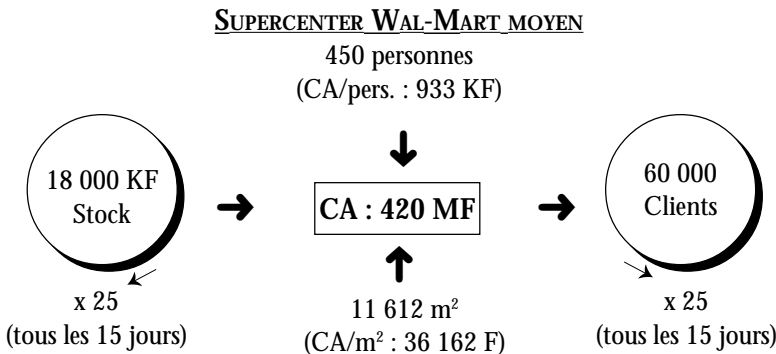 SUPERCENTER WAL-MART MOYEN
450 personnes
(CA/pers. : 933 KF)
18 000 KF
Stock
CA : 420 MF
60 000
Clients
x 25
(tous les 15 jours)
11 612 m²
(CA/m² : 36 162 F)
x 25
(tous les 15 jours)